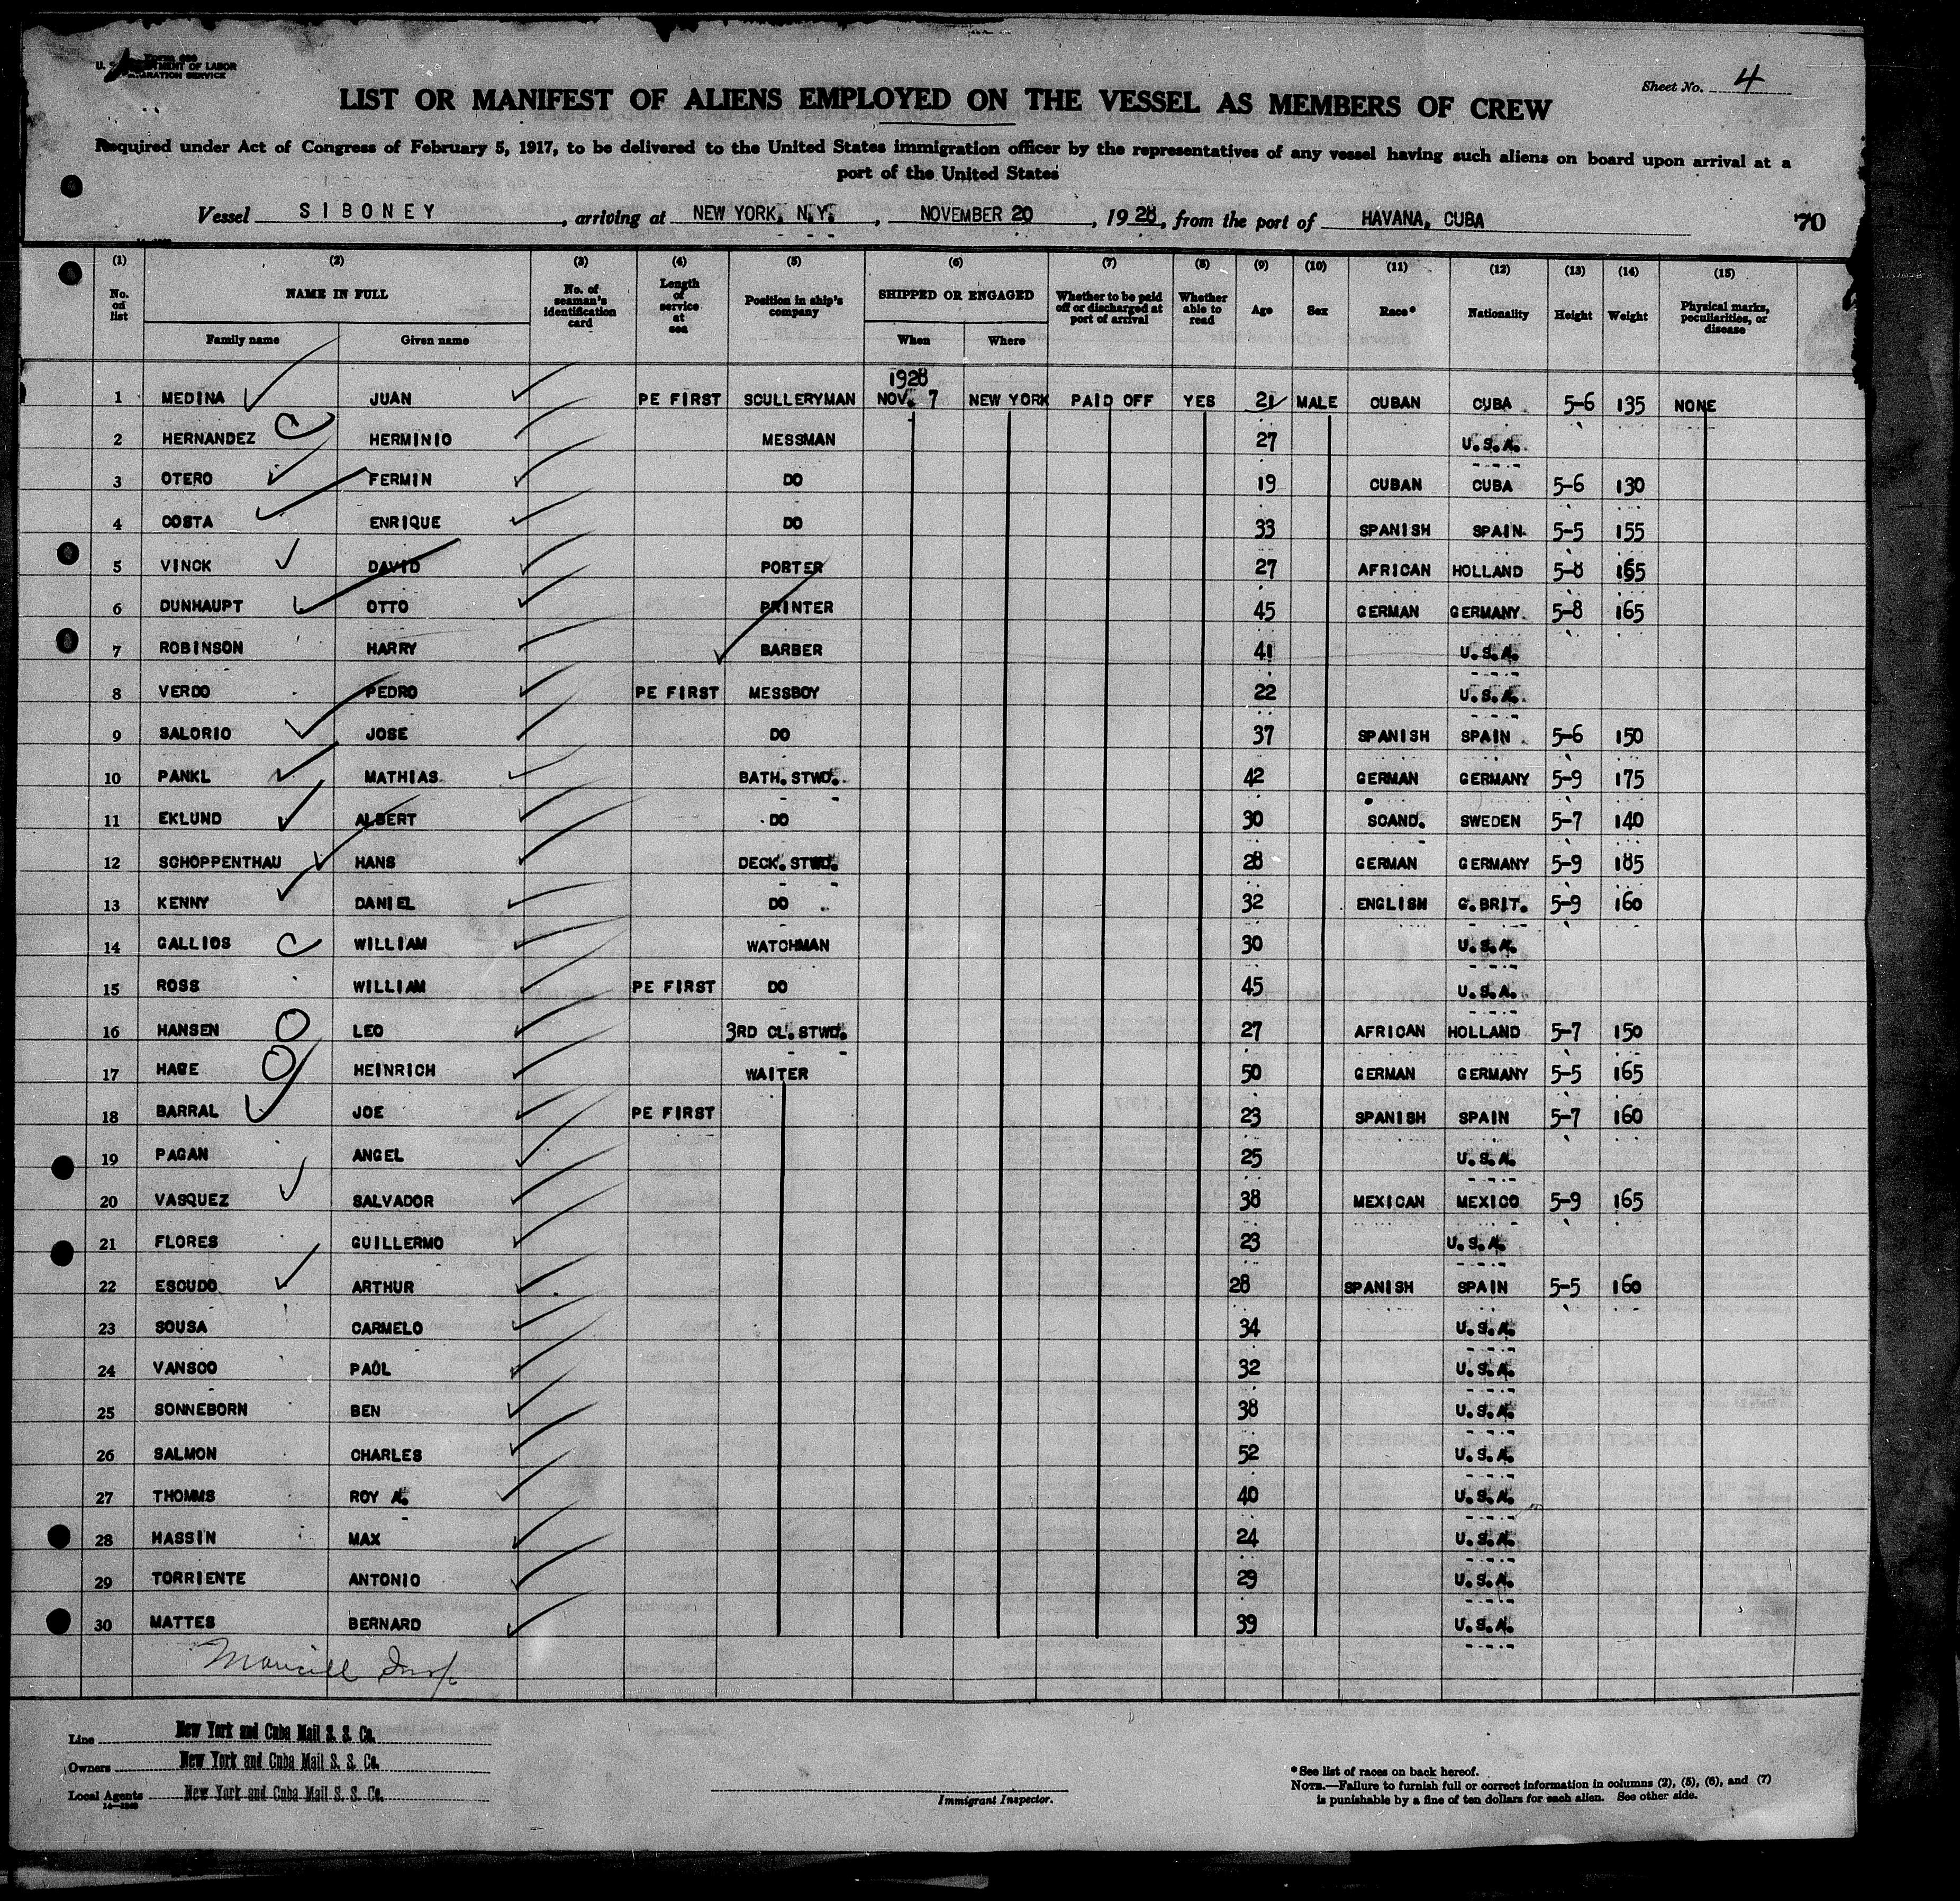 Form 689
U. S. DEPARTMENT OF LABOR
IMMIGRATION SERVICE
Sheet No. 4
LIST OR MANIFEST OF ALIENS EMPLOYED ON THE VESSEL AS MEMBERS OF CREW
Required under Act of Congress of February 5, 1917, to be delivered to the United States immigration officer by the representatives of any vessel having such aliens on board upon arrival at a
port of the United States
Vessel SIBONEY, arriving at NEW YORK, N.Y., NOVEMBER 20, 1928, from the port of HAVANA, CUBA 70
(1) (2) (3) (4) (5) (6) (7) (8) (9) (10) (11) (12) (13) (14) (15)
No. on list NAME IN FULL No. of seaman's identification card Length of service at sea Position in ship's company SHIPPED OR ENGAGED Whether to be paid off or discharged at port of arrival Whether able to read Age Sex Race* Nationality Height Weight Physical marks, peculiarities, or disease
Family name Given name When Where
1928
1 MEDINA JUAN PE FIRST SCULLERYMAN NOV. 7 NEW YORK PAID OFF YES 21 MALE CUBAN CUBA 5-6 135 NONE
2 HERNANDEZ HERMINIO MESSMAN 27 U.S.A.
3 OTERO FERMIN DO 19 CUBAN CUBA 5-6 130
4 COSTA ENRIQUE DO 33 SPANISH SPAIN 5-5 155
5 VINCK DAVID PORTER 27 AFRICAN HOLLAND 5-8 165
6 DUNHAUPT OTTO PRINTER 45 GERMAN GERMANY 5-8 165
7 ROBINSON HARRY BARBER 41 U.S.A.
8 VERDO PEDRO PE FIRST MESSBOY 22 U.S.A.
9 SALORIO JOSE DO 37 SPANISH SPAIN 5-6 150
10 PANKL MATHIAS BATH. STWD. 42 GERMAN GERMANY 5-9 175
11 EKLUND ALBERT DO 30 SCAND. SWEDEN 5-7 140
12 SCHOPPENTHAU HANS DECK. STWD. 28 GERMAN GERMANY 5-9 185
13 KENNY DANIEL DO 32 ENGLISH G. BRIT. 5-9 160
14 GALLIOS WILLIAM WATCHMAN 30 U.S.A.
15 ROSS WILLIAM PE FIRST DO 45 U.S.A.
16 HANSEN LEO 3RD CL. STWD. 27 AFRICAN HOLLAND 5-7 150
17 HAGE HEINRICH WAITER 50 GERMAN GERMANY 5-5 165
18 BARRAL JOE PE FIRST 23 SPANISH SPAIN 5-7 160
19 PAGAN ANGEL 25 U.S.A.
20 VASQUEZ SALVADOR 38 MEXICAN MEXICO 5-9 165
21 FLORES GUILLERMO 23 U.S.A.
22 ESCUDO ARTHUR 28 SPANISH SPAIN 5-5 160
23 SOUSA CARMELO 34 U.S.A.
24 VANSCO PAUL 32 U.S.A.
25 SONNEBORN BEN 38 U.S.A.
26 SALMON CHARLES 52 U.S.A.
27 THOMMS ROY A. 40 U.S.A.
28 HASSIN MAX 24 U.S.A.
29 TORRIENTE ANTONIO 29 U.S.A.
30 MATTES BERNARD 39 U.S.A.
Line New York and Cuba Mail S. S. Co.
Owners New York and Cuba Mail S. S. Co.
Local Agents New York and Cuba Mail S. S. Co.
14—1240
Immigrant Inspector.
*See list of races on back hereof.
NOTE.—Failure to furnish full or correct information in columns (2), (5), (6), and (7)
is punishable by a fine of ten dollars for each alien. See other side.